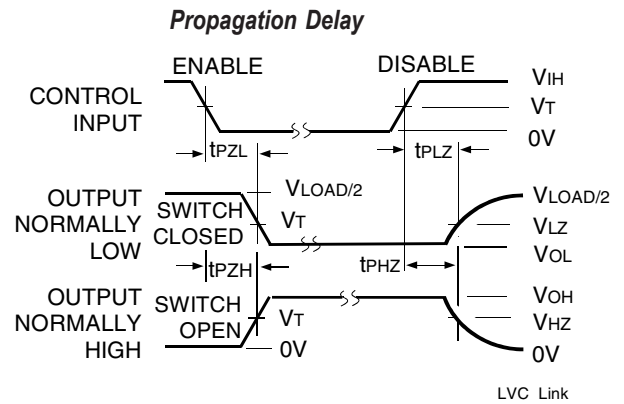 Propagation Delay
ENABLE
DISABLE
CONTROL
INPUT
VIH
VT
0V
tPZL
tPLZ
OUTPUT
NORMALLY
LOW
SWITCH
CLOSED
VLOAD/2
VT
VLOAD/2
VLZ
VOL
tPZH
tPHZ
OUTPUT
NORMALLY
HIGH
SWITCH
OPEN
VT
0V
VOH
VHZ
0V
LVC Link